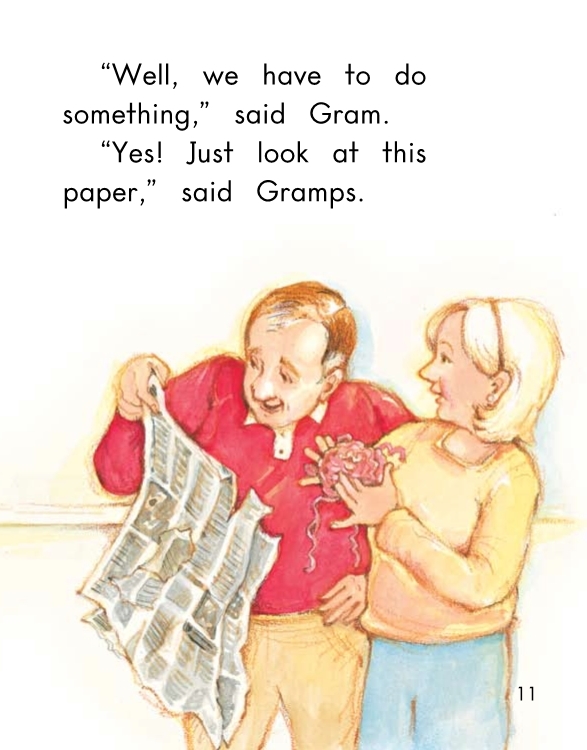 “Well, we have to do
something,” said Gram.
“Yes! Just look at this
paper,” said Gramps.
11